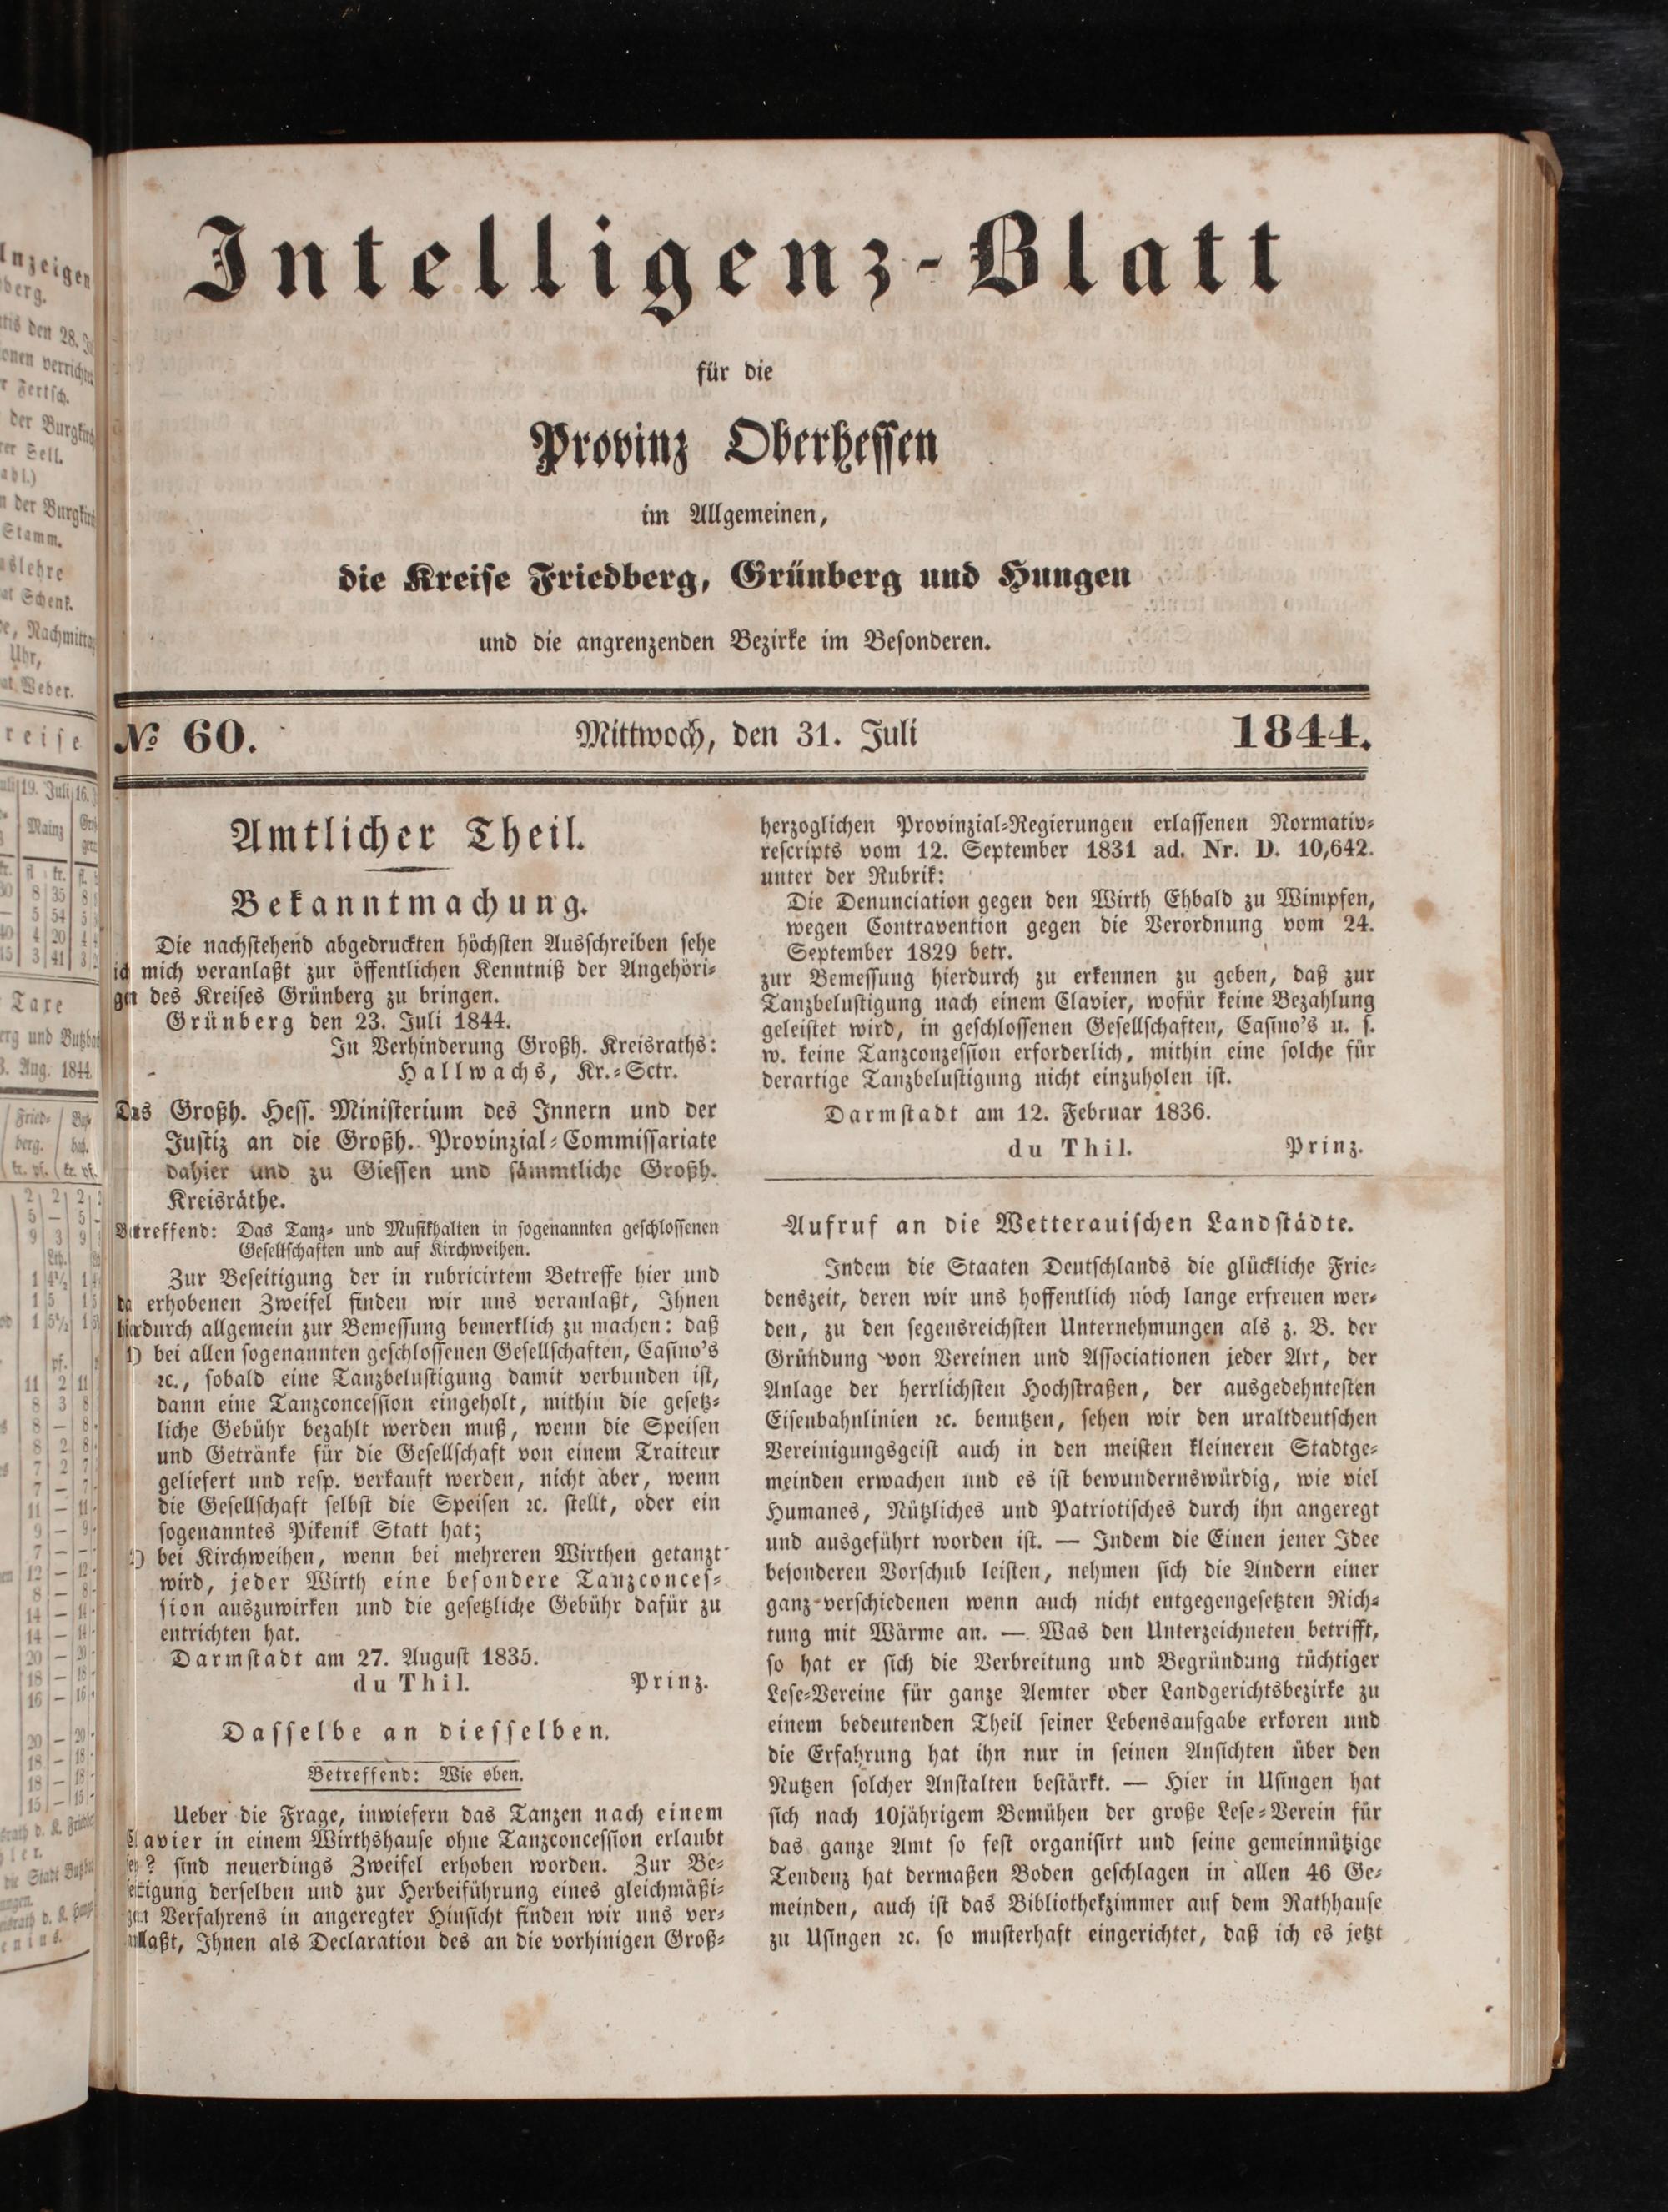 Intelligenz-Blatt
für die
Provinz Oberhessen
im Allgemeinen,
die Kreise Friedberg, Grünberg und Hungen
und die angrenzenden Bezirke im Besonderen.
№ 60. Mittwoch, den 31. Juli 1844.
Amtlicher Theil.
Bekanntmachung.
Die nachstehend abgedruckten höchsten Ausschreiben sehe
ich mich veranlaßt zur öffentlichen Kenntniß der Angehöri-
gen des Kreises Grünberg zu bringen.
Grünberg den 23. Juli 1844.
In Verhinderung Großh. Kreisraths:
Hallwachs, Kr.-Sctr.
Das Großh. Hess. Ministerium des Innern und der
Justiz an die Großh. Provinzial-Commissariate
dahier und zu Giessen und sämmtliche Großh.
Kreisräthe.
Betreffend: Das Tanz- und Musikhalten in sogenannten geschlossenen
Gesellschaften und auf Kirchweihen.
Zur Beseitigung der in rubricirtem Betreffe hier und
da erhobenen Zweifel finden wir uns veranlaßt, Ihnen
hierdurch allgemein zur Bemessung bemerklich zu machen: daß
1) bei allen sogenannten geschlossenen Gesellschaften, Casino's
ꝛc., sobald eine Tanzbelustigung damit verbunden ist,
dann eine Tanzconcession eingeholt, mithin die gesetz-
liche Gebühr bezahlt werden muß, wenn die Speisen
und Getränke für die Gesellschaft von einem Traiteur
geliefert und resp. verkauft werden, nicht aber, wenn
die Gesellschaft selbst die Speisen ꝛc. stellt, oder ein
sogenanntes Pikenik Statt hat;
2) bei Kirchweihen, wenn bei mehreren Wirthen getanzt
wird, jeder Wirth eine besondere Tanzconces-
sion auszuwirken und die gesetzliche Gebühr dafür zu
entrichten hat.
Darmstadt am 27. August 1835.
du Thil. Prinz.
Dasselbe an diesselben.
Betreffend: Wie oben.
Ueber die Frage, inwiefern das Tanzen nach einem
Clavier in einem Wirthshause ohne Tanzconcession erlaubt
sey? sind neuerdings Zweifel erhoben worden. Zur Be-
seitigung derselben und zur Herbeiführung eines gleichmäßi-
gen Verfahrens in angeregter Hinsicht finden wir uns ver-
anlaßt, Ihnen als Declaration des an die vorhinigen Groß-
herzoglichen Provinzial-Regierungen erlassenen Normativ-
rescripts vom 12. September 1831 ad. Nr. D. 10,642.
unter der Rubrik:
Die Denunciation gegen den Wirth Ehbald zu Wimpfen,
wegen Contravention gegen die Verordnung vom 24.
September 1829 betr.
zur Bemessung hierdurch zu erkennen zu geben, daß zur
Tanzbelustigung nach einem Clavier, wofür keine Bezahlung
geleistet wird, in geschlossenen Gesellschaften, Casino's u. s.
w. keine Tanzconzession erforderlich, mithin eine solche für
derartige Tanzbelustigung nicht einzuholen ist.
Darmstadt am 12. Februar 1836.
du Thil. Prinz.
Aufruf an die Wetterauischen Landstädte.
Indem die Staaten Deutschlands die glückliche Frie-
denszeit, deren wir uns hoffentlich noch lange erfreuen wer-
den, zu den segensreichsten Unternehmungen als z. B. der
Gründung von Vereinen und Associationen jeder Art, der
Anlage der herrlichsten Hochstraßen, der ausgedehntesten
Eisenbahnlinien ꝛc. benutzen, sehen wir den uraltdeutschen
Vereinigungsgeist auch in den meisten kleineren Stadtge-
meinden erwachen und es ist bewundernswürdig, wie viel
Humanes, Nützliches und Patriotisches durch ihn angeregt
und ausgeführt worden ist. — Indem die Einen jener Idee
besonderen Vorschub leisten, nehmen sich die Andern einer
ganz verschiedenen wenn auch nicht entgegengesetzten Rich-
tung mit Wärme an. — Was den Unterzeichneten betrifft,
so hat er sich die Verbreitung und Begründung tüchtiger
Lese-Vereine für ganze Aemter oder Landgerichtsbezirke zu
einem bedeutenden Theil seiner Lebensaufgabe erkoren und
die Erfahrung hat ihn nur in seinen Ansichten über den
Nutzen solcher Anstalten bestärkt. — Hier in Usingen hat
sich nach 10jährigem Bemühen der große Lese-Verein für
das ganze Amt so fest organisirt und seine gemeinnützige
Tendenz hat dermaßen Boden geschlagen in allen 46 Ge-
meinden, auch ist das Bibliothekzimmer auf dem Rathhause
zu Usingen ꝛc. so musterhaft eingerichtet, daß ich es jetzt